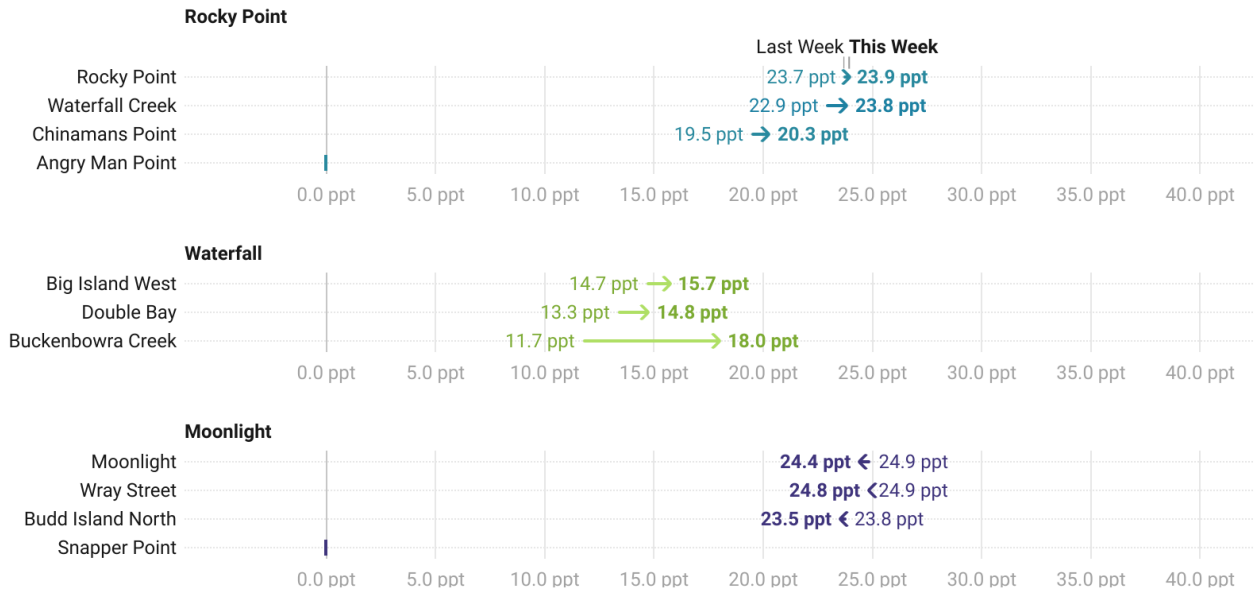 Rocky Point
Last Week This Week
Rocky Point 23.7 ppt 23.9 ppt
Waterfall Creek 22.9 ppt 23.8 ppt
Chinamans Point 19.5 ppt 20.3 ppt
Angry Man Point
0.0 ppt 5.0 ppt 10.0 ppt 15.0 ppt 20.0 ppt 25.0 ppt 30.0 ppt 35.0 ppt 40.0 ppt
Waterfall
Big Island West 14.7 ppt 15.7 ppt
Double Bay 13.3 ppt 14.8 ppt
Buckenbowra Creek 11.7 ppt 18.0 ppt
0.0 ppt 5.0 ppt 10.0 ppt 15.0 ppt 20.0 ppt 25.0 ppt 30.0 ppt 35.0 ppt 40.0 ppt
Moonlight
Moonlight 24.4 ppt 24.9 ppt
Wray Street 24.8 ppt 24.9 ppt
Budd Island North 23.5 ppt 23.8 ppt
Snapper Point
0.0 ppt 5.0 ppt 10.0 ppt 15.0 ppt 20.0 ppt 25.0 ppt 30.0 ppt 35.0 ppt 40.0 ppt